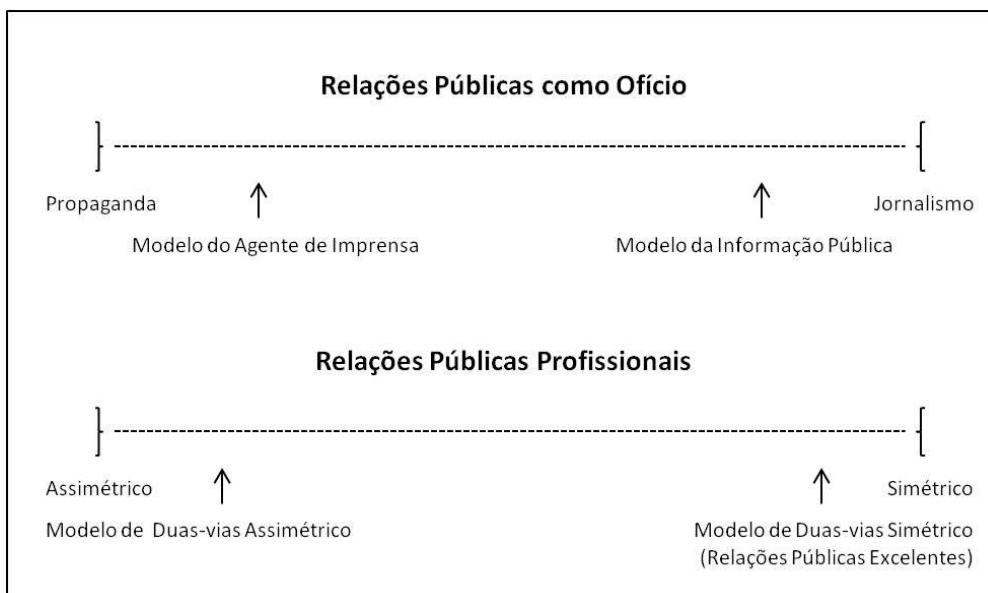 Relações Públicas como Ofício
Propaganda
Jornalismo
Modelo do Agente de Imprensa
Modelo da Informação Pública
Relações Públicas Profissionais
Assimétrico
Simétrico
Modelo de Duas-vias Assimétrico
Modelo de Duas-vias Simétrico
(Relações Públicas Excelentes)